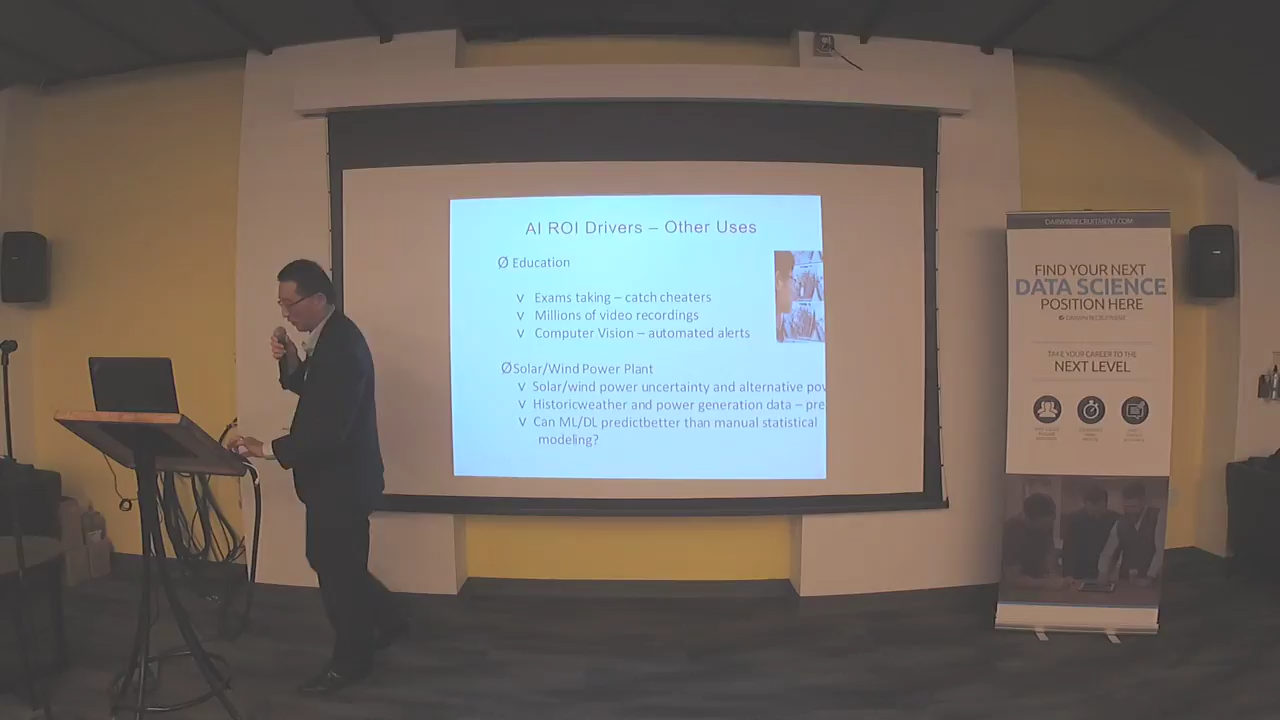 AI ROI Drivers – Other Uses
Ø Education
v Exams taking – catch cheaters
v Millions of video recordings
v Computer Vision – automated alerts
Ø Solar/Wind Power Plant
v Solar/wind power uncertainty and alternative pov
v Historicweather and power generation data – pre
v Can ML/DL predictbetter than manual statistical
modeling?
FIND YOUR NEXT
DATA SCIENCE
POSITION HERE
TAKE YOUR CAREER TO THE
NEXT LEVEL